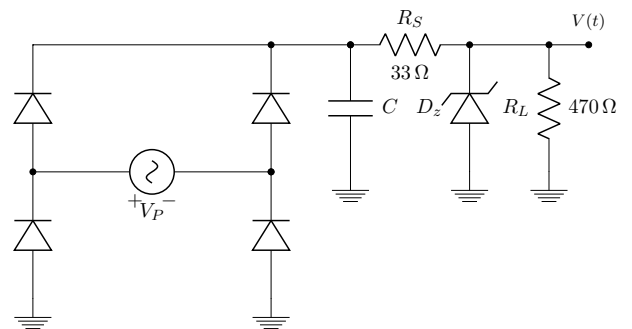 R_S
V(t)
33 Ω
C
D_z
R_L
470 Ω
+ V_P −